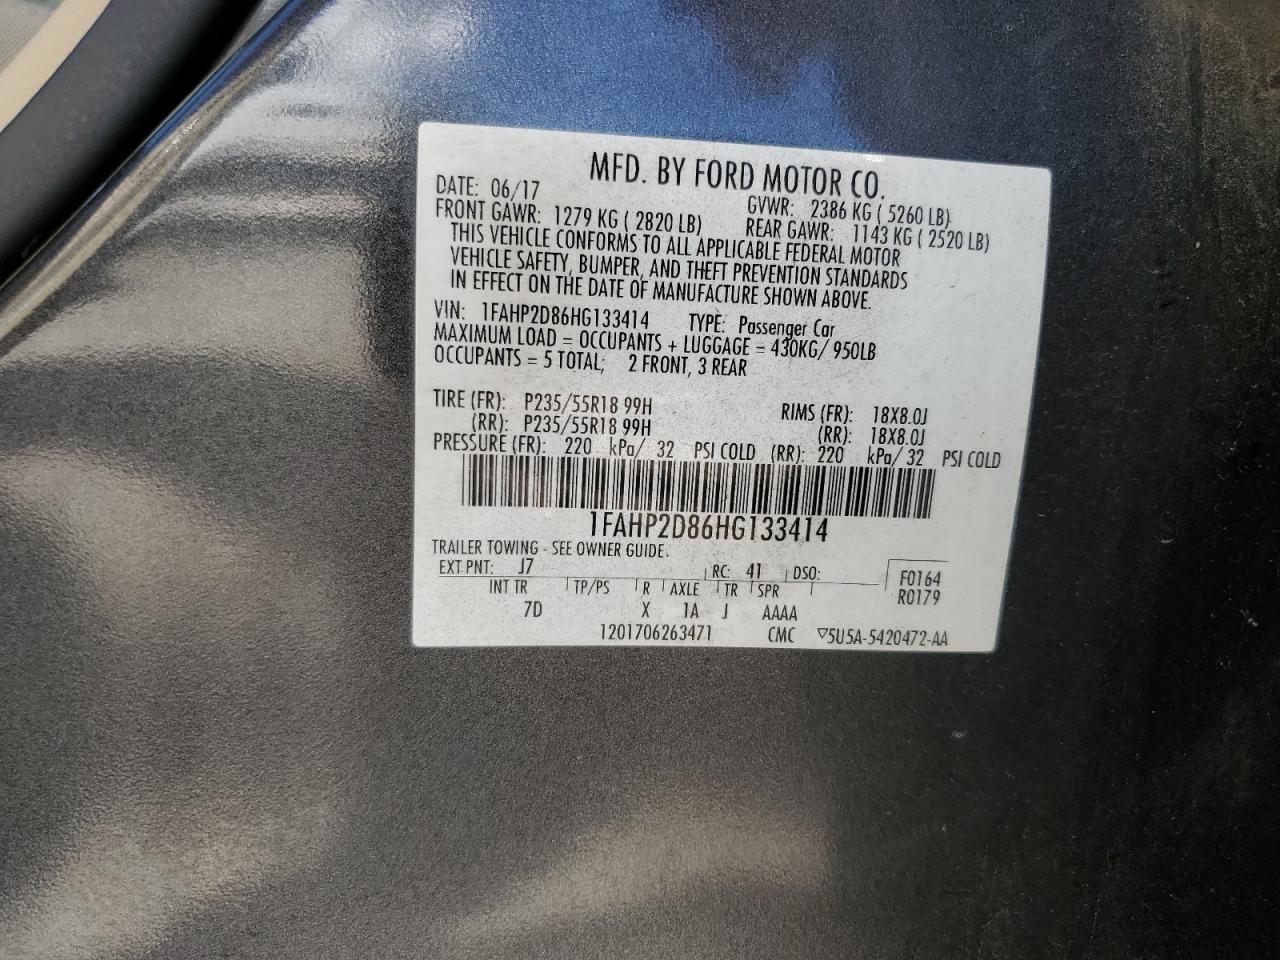 MFD. BY FORD MOTOR CO.
DATE: 06/17 GVWR: 2386 KG ( 5260 LB)
FRONT GAWR: 1279 KG ( 2820 LB) REAR GAWR: 1143 KG ( 2520 LB)
THIS VEHICLE CONFORMS TO ALL APPLICABLE FEDERAL MOTOR
VEHICLE SAFETY, BUMPER, AND THEFT PREVENTION STANDARDS
IN EFFECT ON THE DATE OF MANUFACTURE SHOWN ABOVE.
VIN: 1FAHP2D86HG133414 TYPE: Passenger Car
MAXIMUM LOAD = OCCUPANTS + LUGGAGE = 430KG/ 950LB
OCCUPANTS = 5 TOTAL; 2 FRONT, 3 REAR
TIRE (FR): P235/55R18 99H RIMS (FR): 18X8.0J
(RR): P235/55R18 99H (RR): 18X8.0J
PRESSURE (FR): 220 kPa/ 32 PSI COLD (RR): 220 kPa/ 32 PSI COLD
1FAHP2D86HG133414
TRAILER TOWING - SEE OWNER GUIDE.
EXT PNT: J7 RC: 41 DSO: F0164
INT TR TP/PS R AXLE TR SPR R0179
7D X 1A J AAAA
1201706263471 CMC ▽5U5A-5420472-AA